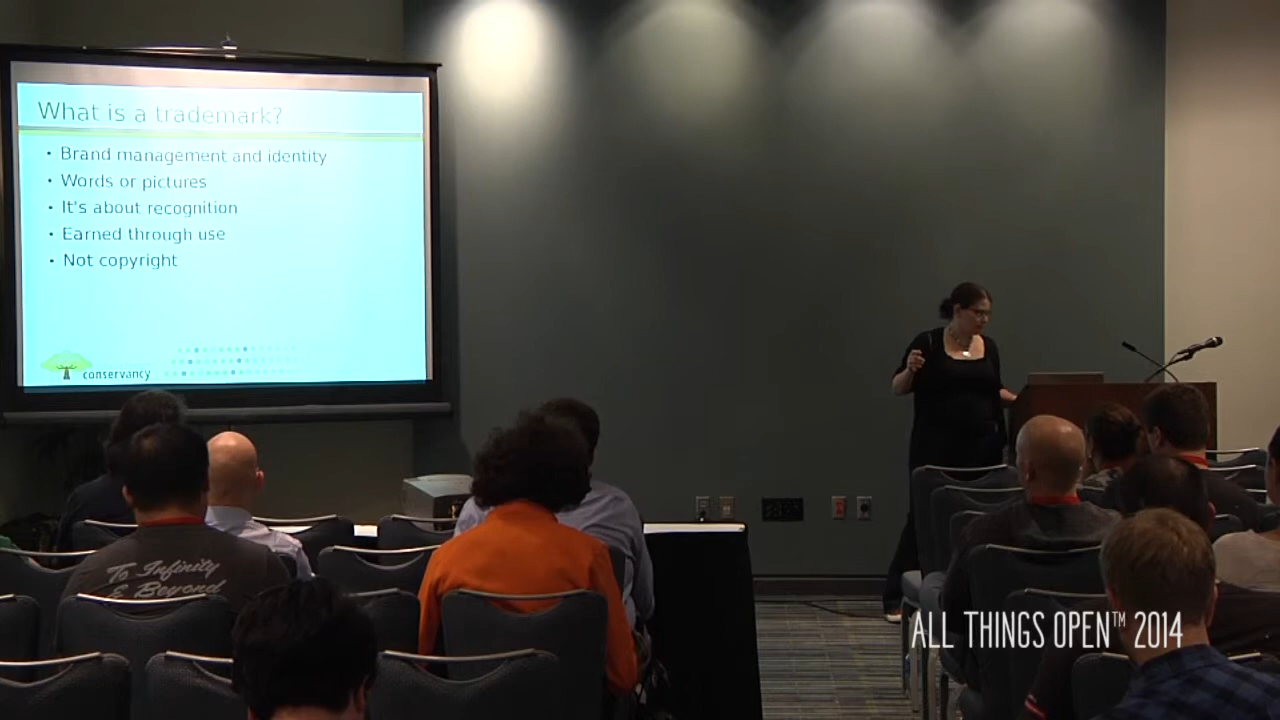 What is a trademark?
• Brand management and identity
• Words or pictures
• It's about recognition
• Earned through use
• Not copyright
conservancy
To Infinity
& Beyond
ALL THINGS OPEN™ 2014